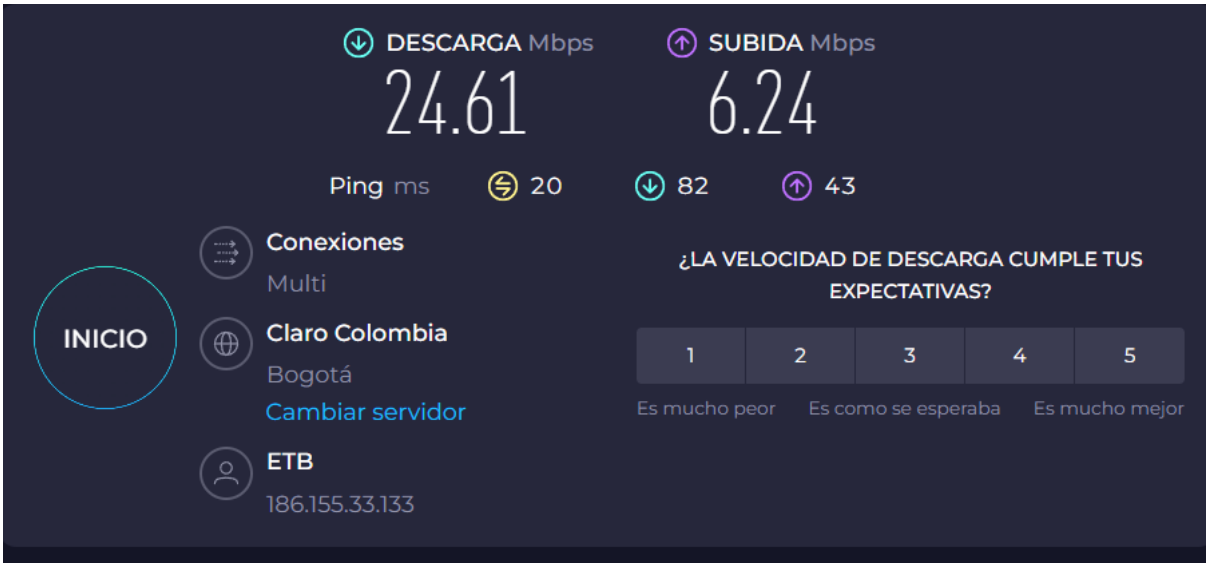 DESCARGA Mbps
SUBIDA Mbps
24.61
6.24
Ping ms 20 82 43
Conexiones
Multi
INICIO
Claro Colombia
Bogotá
Cambiar servidor
ETB
186.155.33.133
¿LA VELOCIDAD DE DESCARGA CUMPLE TUS
EXPECTATIVAS?
1 2 3 4 5
Es mucho peor Es como se esperaba Es mucho mejor